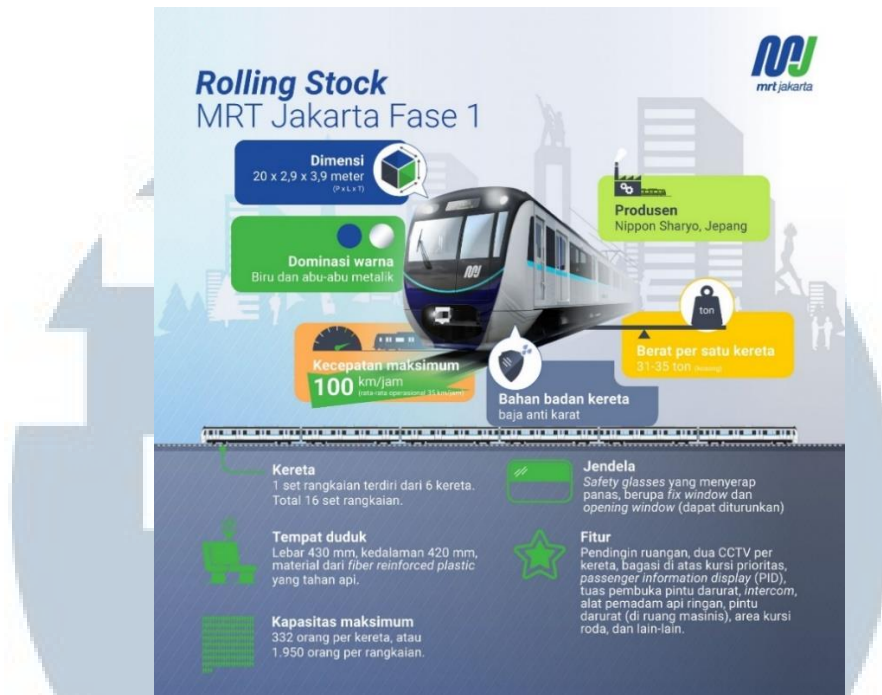 mrt jakarta
Rolling Stock
MRT Jakarta Fase 1
Dimensi
20 x 2,9 x 3,9 meter
(P x L x T)
Produsen
Nippon Sharyo, Jepang
Dominasi warna
Biru dan abu-abu metalik
ton
Berat per satu kereta
31-35 ton (kosong)
Kecepatan maksimum
100 km/jam
(rata-rata operasional 35 km/jam)
Bahan badan kereta
baja anti karat
Kereta
1 set rangkaian terdiri dari 6 kereta.
Total 16 set rangkaian.
Jendela
Safety glasses yang menyerap
panas, berupa fix window dan
opening window (dapat diturunkan)
Tempat duduk
Lebar 430 mm, kedalaman 420 mm,
material dari fiber reinforced plastic
yang tahan api.
Fitur
Pendingin ruangan, dua CCTV per
kereta, bagasi di atas kursi prioritas,
passenger information display (PID),
tuas pembuka pintu darurat, intercom,
alat pemadam api ringan, pintu
darurat (di ruang masinis), area kursi
roda, dan lain-lain.
Kapasitas maksimum
332 orang per kereta, atau
1.950 orang per rangkaian.